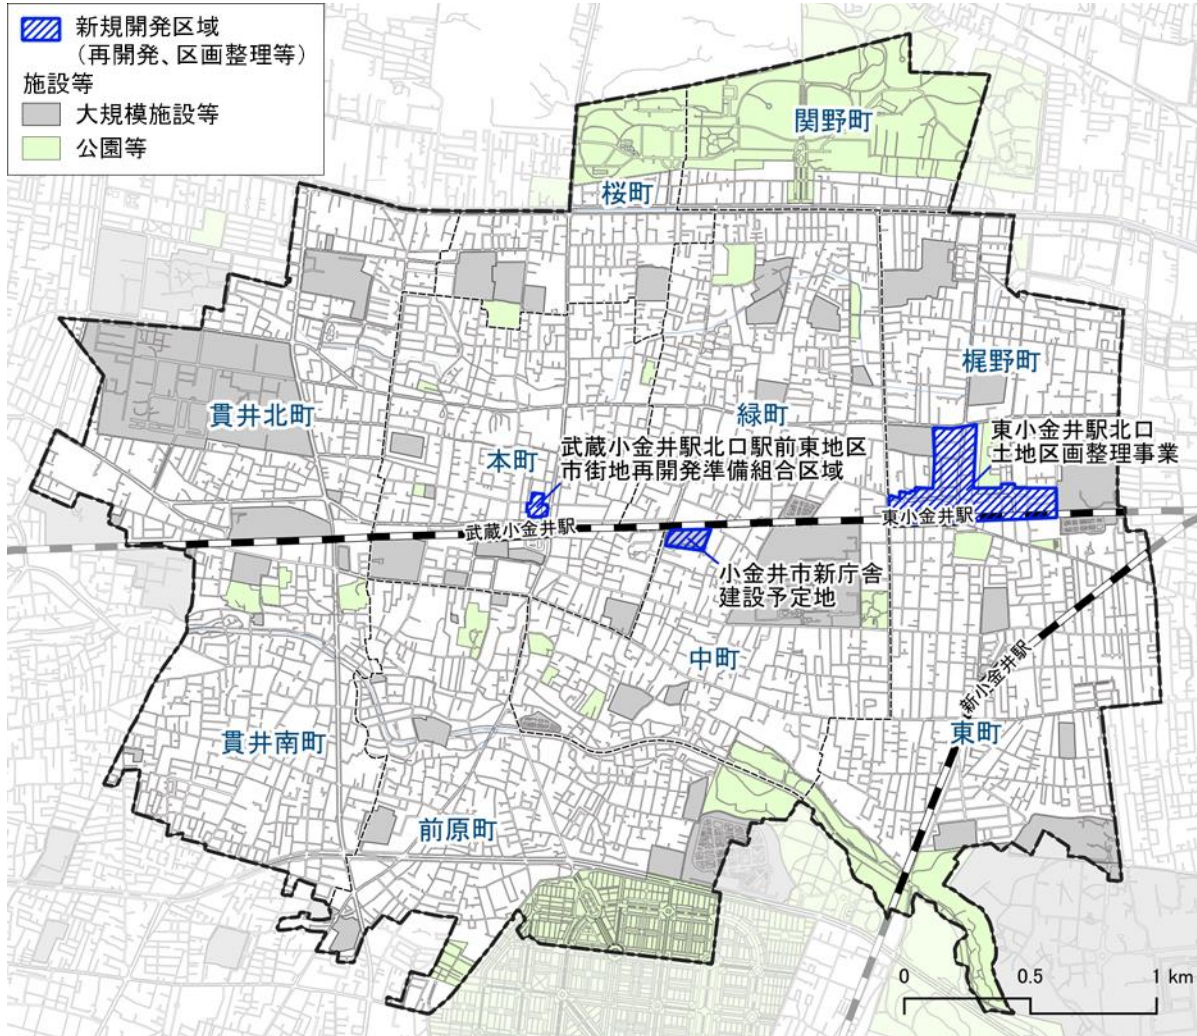 新規開発区域
(再開発、区画整理等)
施設等
大規模施設等
公園等
関野町
桜町
梶野町
貫井北町
緑町
東小金井駅北口
土地区画整理事業
武蔵小金井駅北口駅前東地区
市街地再開発準備組合区域
本町
東小金井駅
武蔵小金井駅
小金井市新庁舎
建設予定地
中町
新小金井駅
東町
貫井南町
前原町
0 0.5 1 km